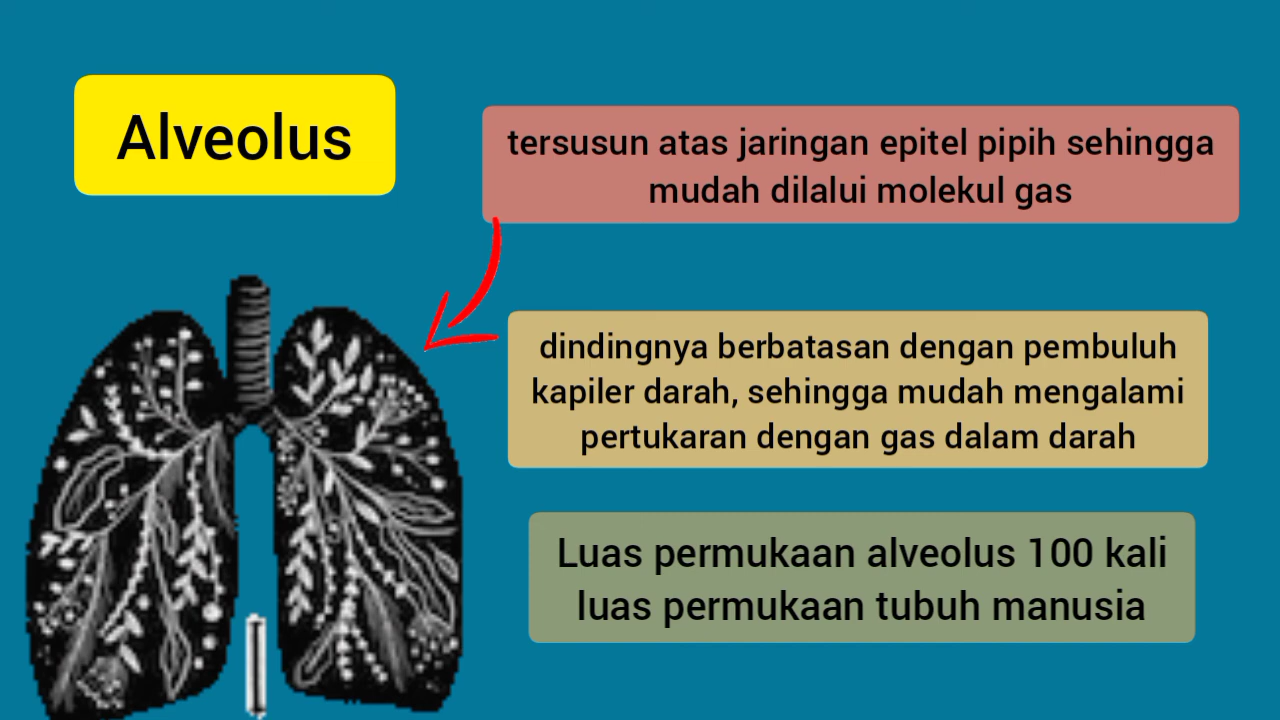 Alveolus
tersusun atas jaringan epitel pipih sehingga
mudah dilalui molekul gas
dindingnya berbatasan dengan pembuluh
kapiler darah, sehingga mudah mengalami
pertukaran dengan gas dalam darah
Luas permukaan alveolus 100 kali
luas permukaan tubuh manusia